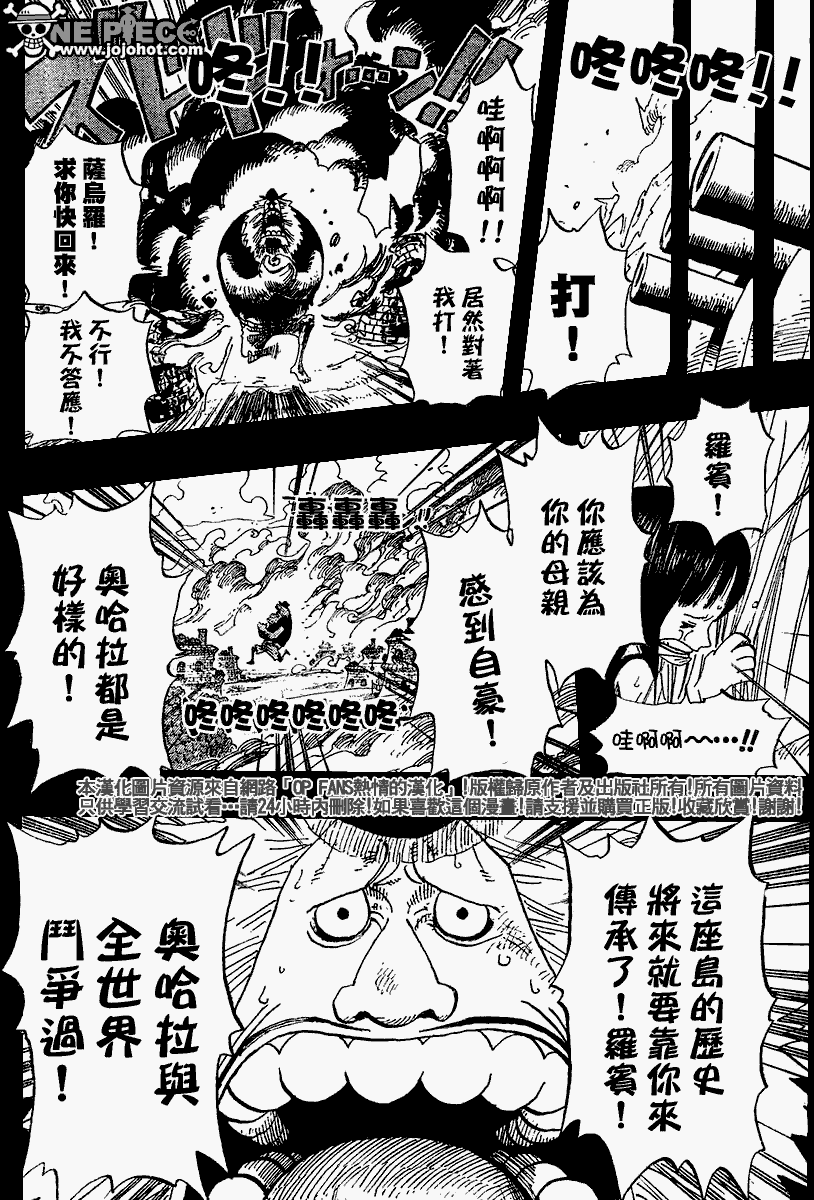 ONE PIECE
www.jojohot.com
咚咚咚!!
打!
咚!!
ズドドォ…ン!!
哇啊啊啊!!
居然對著
我打!
薩烏羅!
求你快回來!
不行!
我不答應!
羅賓!
哇啊啊~~…!!
你應該為
你的母親
感到自豪!
轟轟轟!!
咚咚咚咚咚咚
奧哈拉都是
好樣的!
本漢化圖片資源來自網路「OP FANS熱情的漢化」!版權歸原作者及出版社所有!所有圖片資料
只供學習交流試看…請24小時內刪除!如果喜歡這個漫畫!請支援並購買正版!收藏欣賞!謝謝!
這座島的歷史
將來就要靠你來
傳承了!羅賓!
奧哈拉與
全世界
鬥爭過!